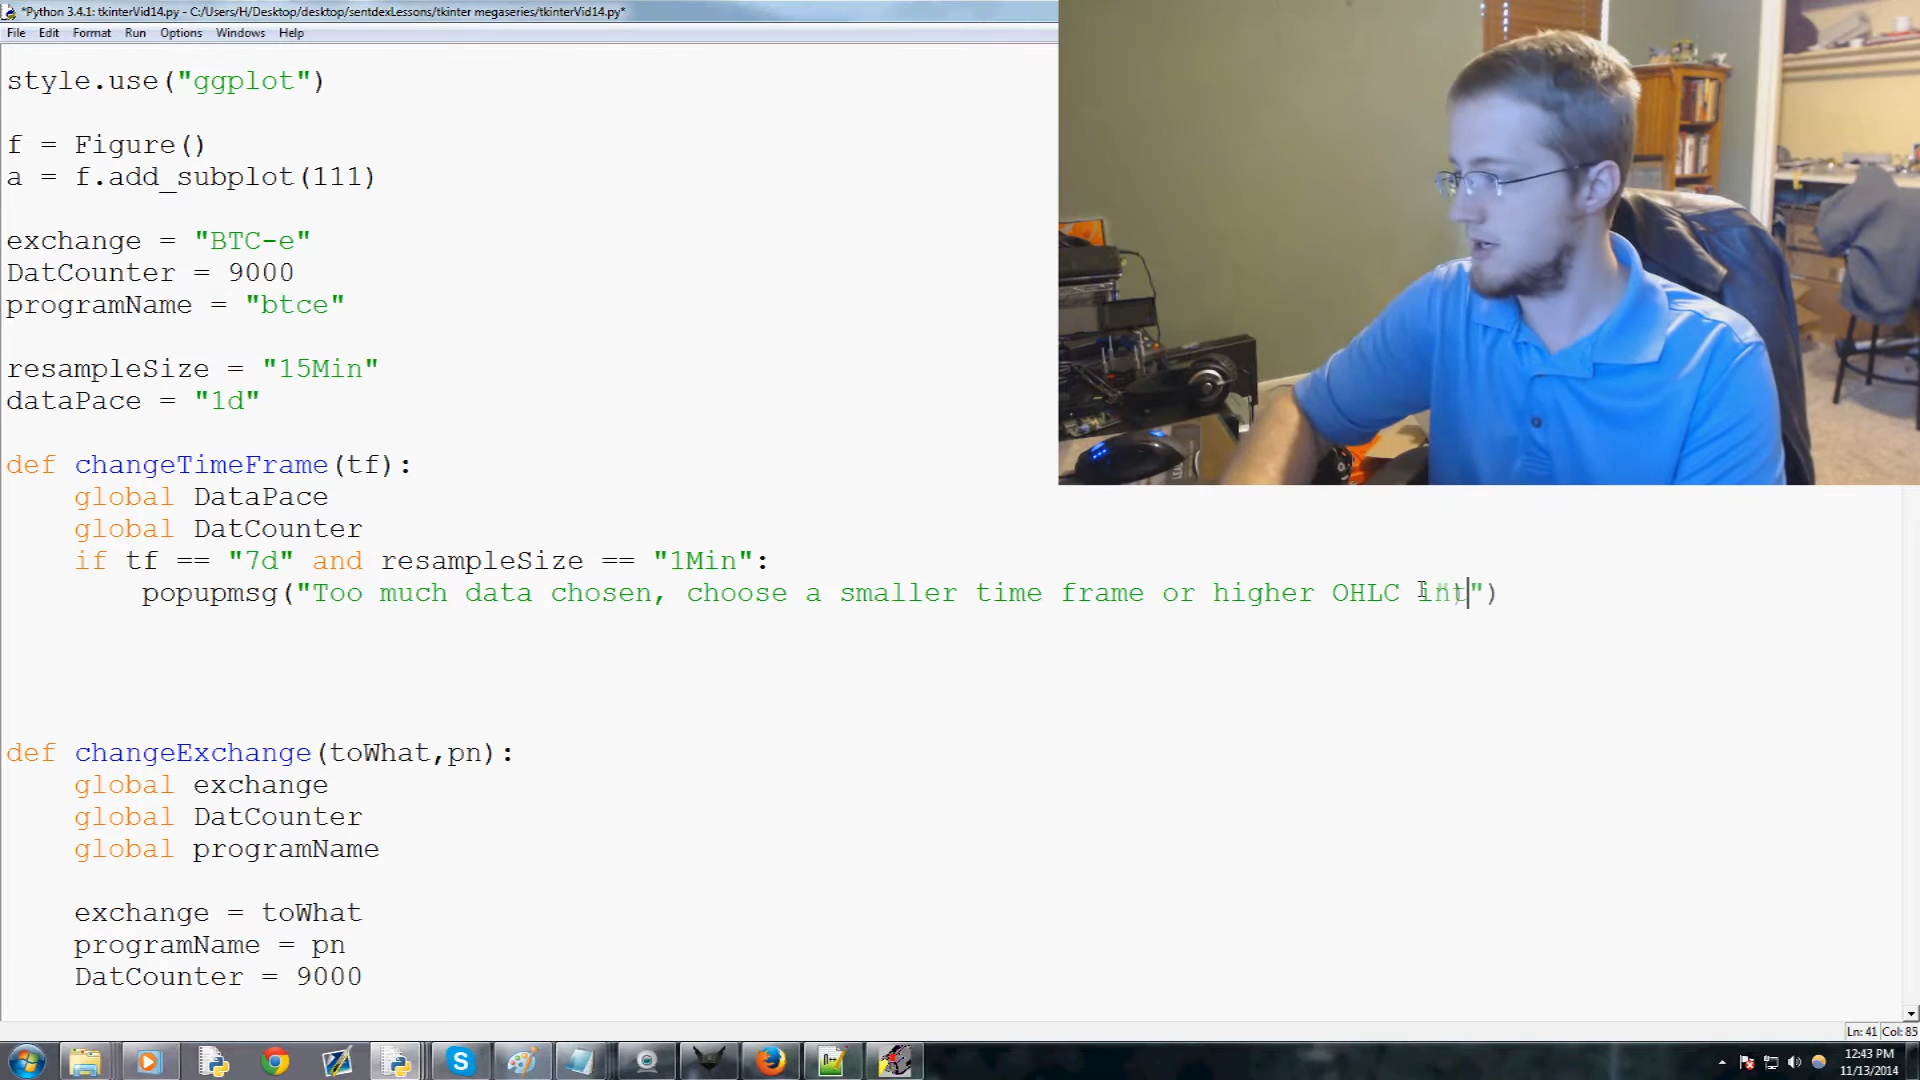 *Python 3.4.1: tkinterVid14.py - C:/Users/H/Desktop/desktop/sentdexLessons/tkinter megaseries/tkinterVid14.py*
File Edit Format Run Options Windows Help
style.use("ggplot")
f = Figure()
a = f.add_subplot(111)
exchange = "BTC-e"
DatCounter = 9000
programName = "btce"
resampleSize = "15Min"
dataPace = "1d"
def changeTimeFrame(tf):
global DataPace
global DatCounter
if tf == "7d" and resampleSize == "1Min":
popupmsg("Too much data chosen, choose a smaller time frame or higher OHLC int")
def changeExchange(toWhat,pn):
global exchange
global DatCounter
global programName
exchange = toWhat
programName = pn
DatCounter = 9000
Ln: 41 Col: 85
12:43 PM
11/13/2014